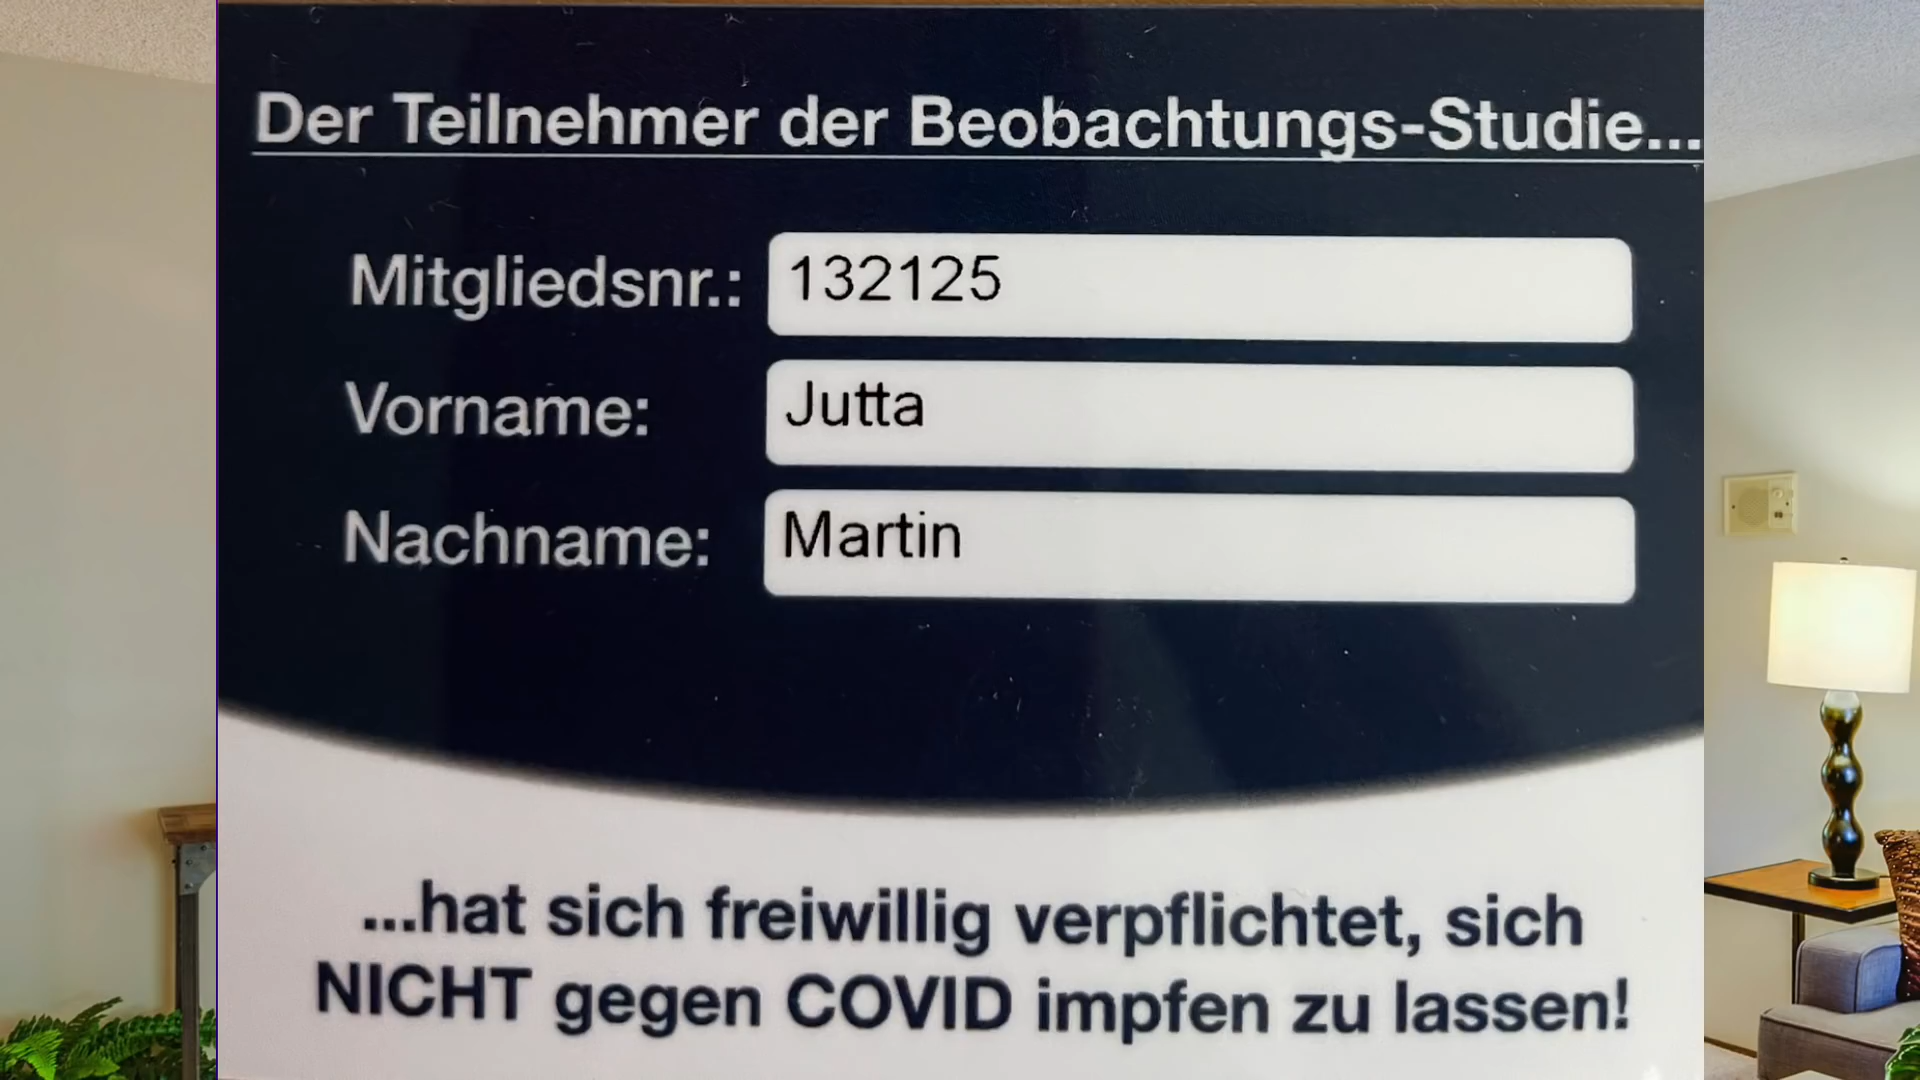 Der Teilnehmer der Beobachtungs-Studie...
Mitgliedsnr.: 132125
Vorname: Jutta
Nachname: Martin
...hat sich freiwillig verpflichtet, sich
NICHT gegen COVID impfen zu lassen!